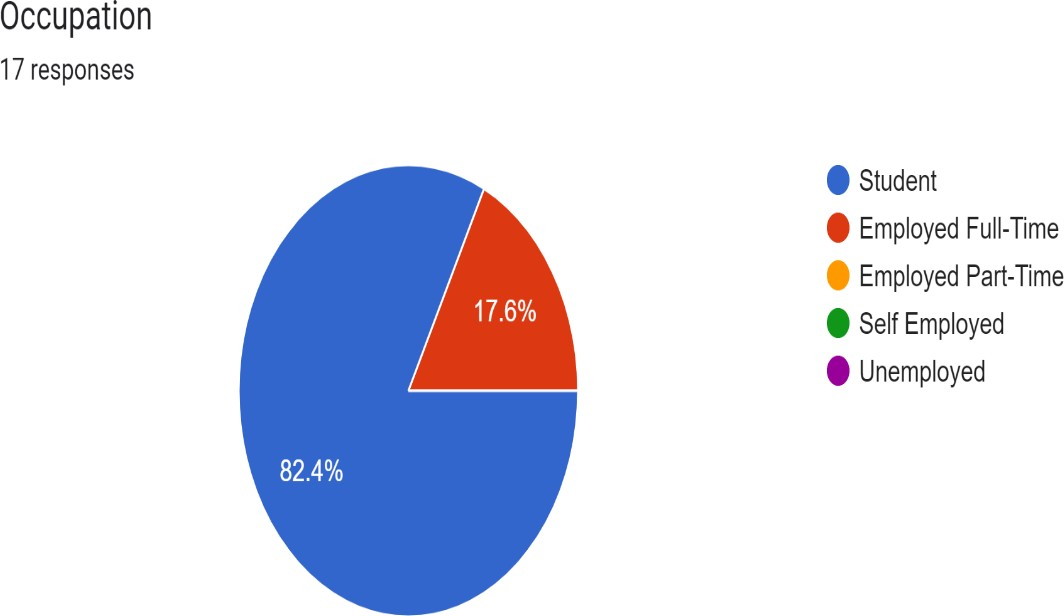 Occupation
17 responses
Student
Employed Full-Time
17.6%
Employed Part-Time
Self Employed
Unemployed
82.4%